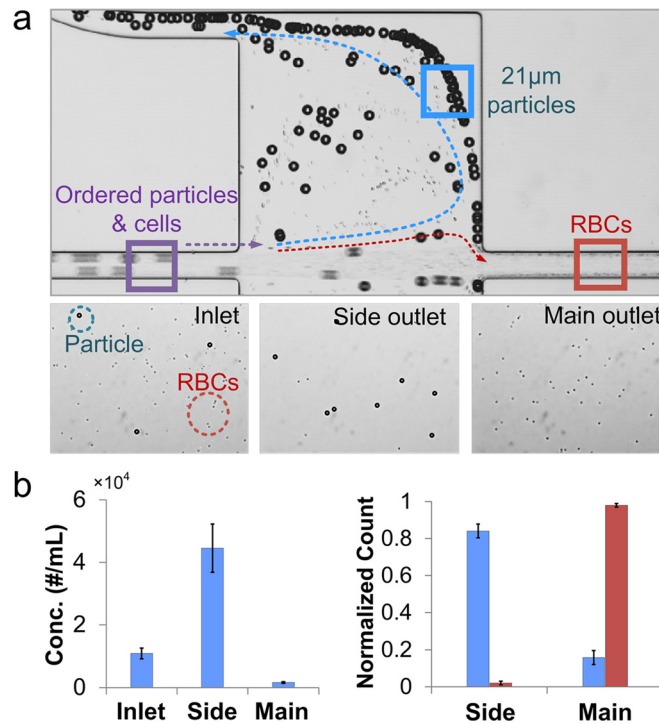 a
21µm
particles
Ordered particles
& cells
RBCs
Inlet
Particle
RBCs
Side outlet
Main outlet
b
×10⁴
Conc. (#/mL)
6
4
2
0
Inlet Side Main
Normalized Count
1
0.8
0.6
0.4
0.2
0
Side Main